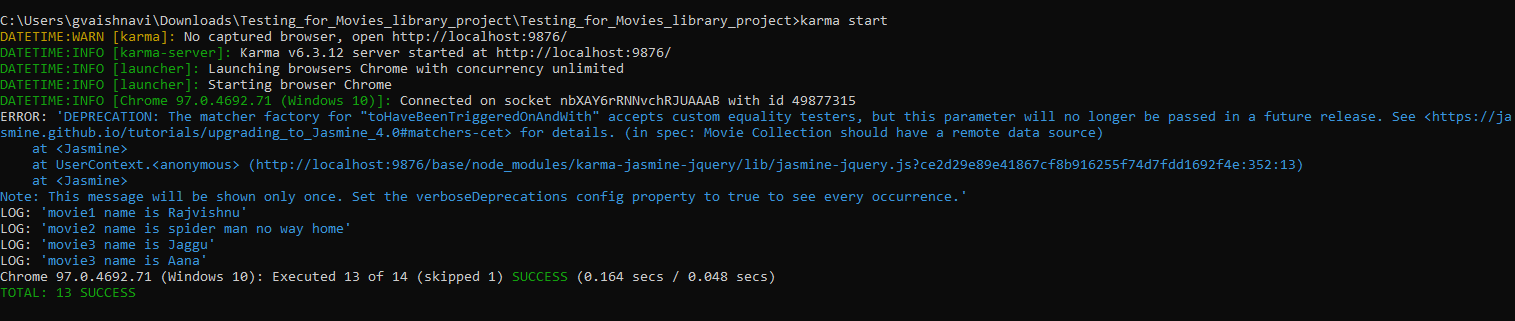 C:\Users\gvaishnavi\Downloads\Testing_for_Movies_library_project\Testing_for_Movies_library_project>karma start
DATETIME:WARN [karma]: No captured browser, open http://localhost:9876/
DATETIME:INFO [karma-server]: Karma v6.3.12 server started at http://localhost:9876/
DATETIME:INFO [launcher]: Launching browsers Chrome with concurrency unlimited
DATETIME:INFO [launcher]: Starting browser Chrome
DATETIME:INFO [Chrome 97.0.4692.71 (Windows 10)]: Connected on socket nbXAY6rRNNvchRJUAAAB with id 49877315
ERROR: 'DEPRECATION: The matcher factory for "toHaveBeenTriggeredOnAndWith" accepts custom equality testers, but this parameter will no longer be passed in a future release. See <https://ja
smine.github.io/tutorials/upgrading_to_Jasmine_4.0#matchers-cet> for details. (in spec: Movie Collection should have a remote data source)
    at <Jasmine>
    at UserContext.<anonymous> (http://localhost:9876/base/node_modules/karma-jasmine-jquery/lib/jasmine-jquery.js?ce2d29e89e41867cf8b916255f74d7fdd1692f4e:352:13)
    at <Jasmine>
Note: This message will be shown only once. Set the verboseDeprecations config property to true to see every occurrence.'
LOG: 'movie1 name is Rajvishnu'
LOG: 'movie2 name is spider man no way home'
LOG: 'movie3 name is Jaggu'
LOG: 'movie3 name is Aana'
Chrome 97.0.4692.71 (Windows 10): Executed 13 of 14 (skipped 1) SUCCESS (0.164 secs / 0.048 secs)
TOTAL: 13 SUCCESS